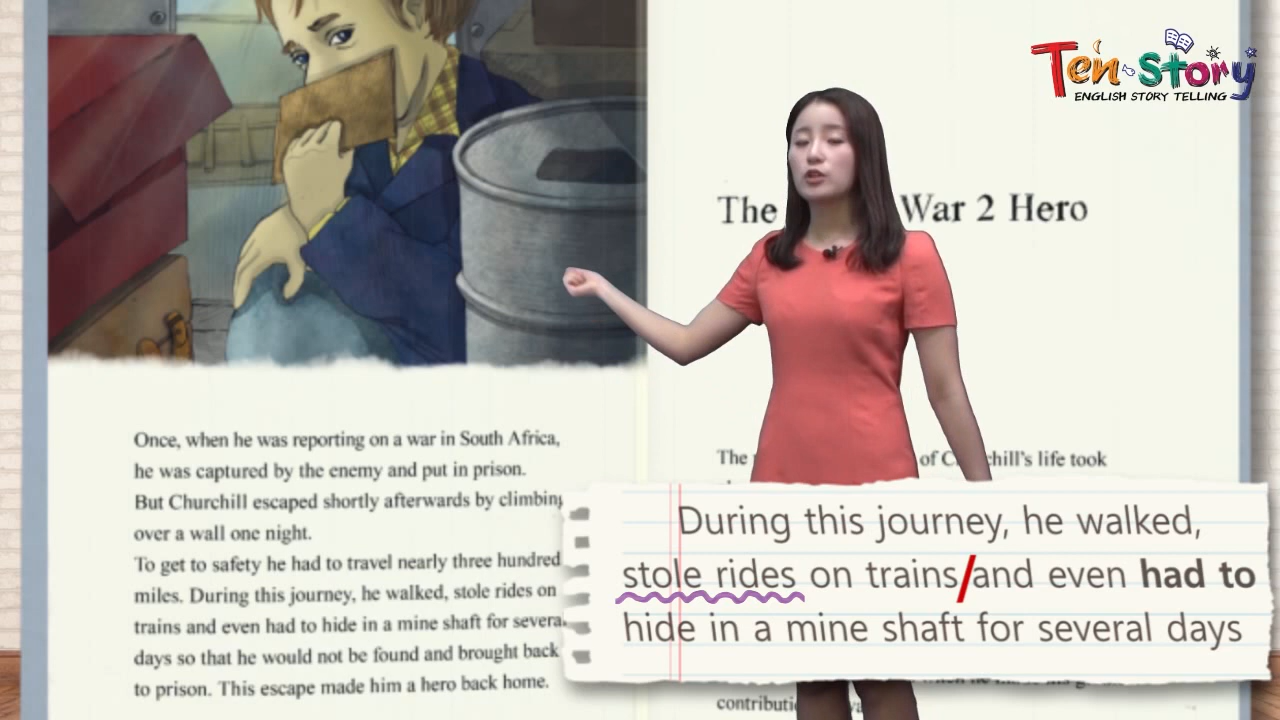 Ten Story
ENGLISH STORY TELLING
The War 2 Hero
Once, when he was reporting on a war in South Africa,
he was captured by the enemy and put in prison.
But Churchill escaped shortly afterwards by climbing
over a wall one night.
To get to safety he had to travel nearly three hundred
miles. During this journey, he walked, stole rides on
trains and even had to hide in a mine shaft for several
days so that he would not be found and brought back
to prison. This escape made him a hero back home.
The of life took
During this journey, he walked,
stole rides on trains/and even had to
hide in a mine shaft for several days